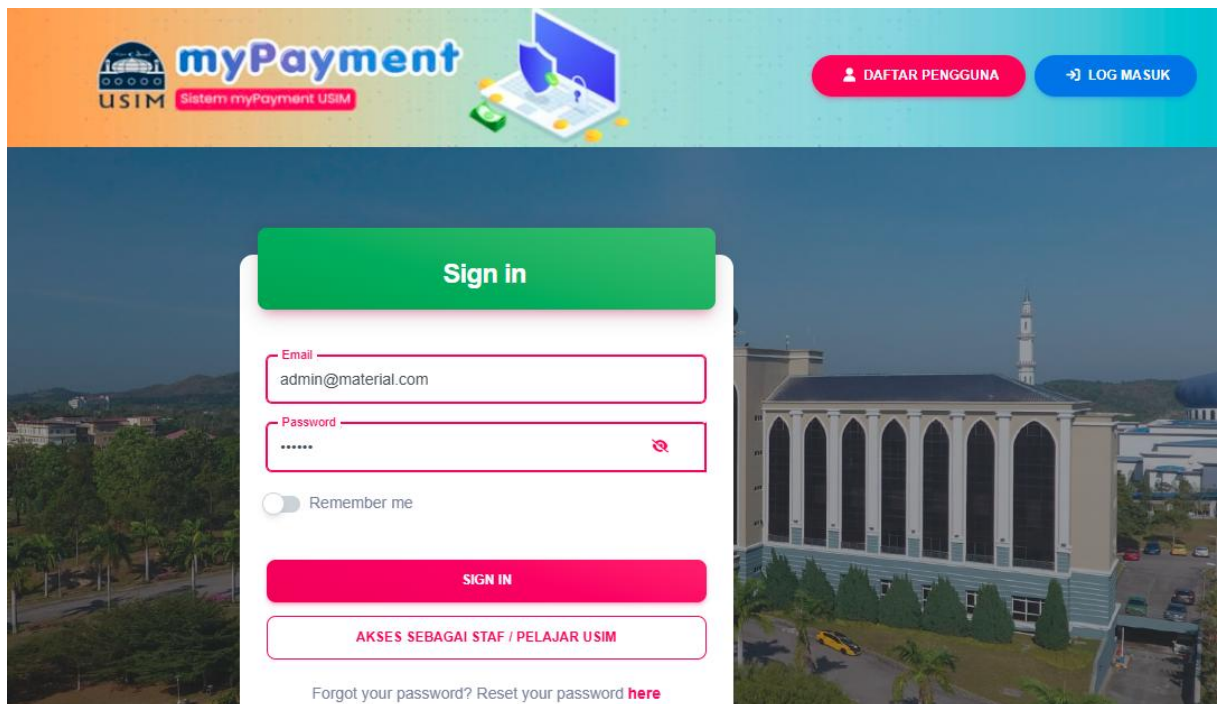 myPayment
USIM
Sistem myPayment USIM
DAFTAR PENGGUNA
LOG MASUK
Sign in
Email
admin@material.com
Password
••••••
Remember me
SIGN IN
AKSES SEBAGAI STAF / PELAJAR USIM
Forgot your password? Reset your password here